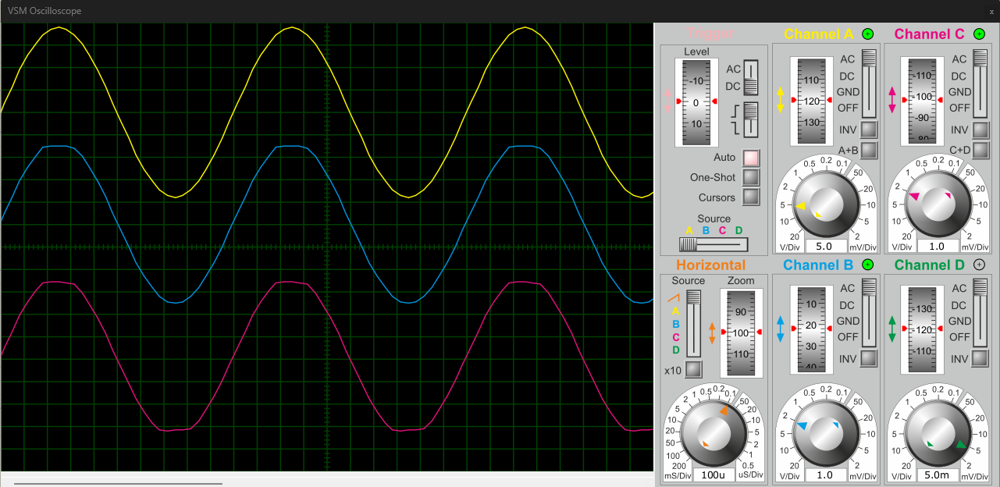 VSM Oscilloscope x
Trigger
Level
-10
0
10
AC
DC
Auto
One-Shot
Cursors
Source
A B C D
Channel A +
110
120
130
AC
DC
GND
OFF
INV
A+B
20 10 5 2 1 0.5 0.2 0.1 50 20 10 5 2
V/Div 5.0 mV/Div
Channel C +
-110
-100
-90
80
AC
DC
GND
OFF
INV
C+D
20 10 5 2 1 0.5 0.2 0.1 50 20 10 5 2
V/Div 1.0 mV/Div
Horizontal
Source
A
B
C
D
x10
Zoom
90
100
110
200 100 50 20 10 5 2 1 0.5 0.2 0.1 50 20 10 5 2 1 0.5
mS/Div 100u uS/Div
Channel B +
10
20
30
40
AC
DC
GND
OFF
INV
20 10 5 2 1 0.5 0.2 0.1 50 20 10 5 2
V/Div 1.0 mV/Div
Channel D +
-130
-120
-110
AC
DC
GND
OFF
INV
20 10 5 2 1 0.5 0.2 0.1 50 20 10 5 2
V/Div 5.0m mV/Div